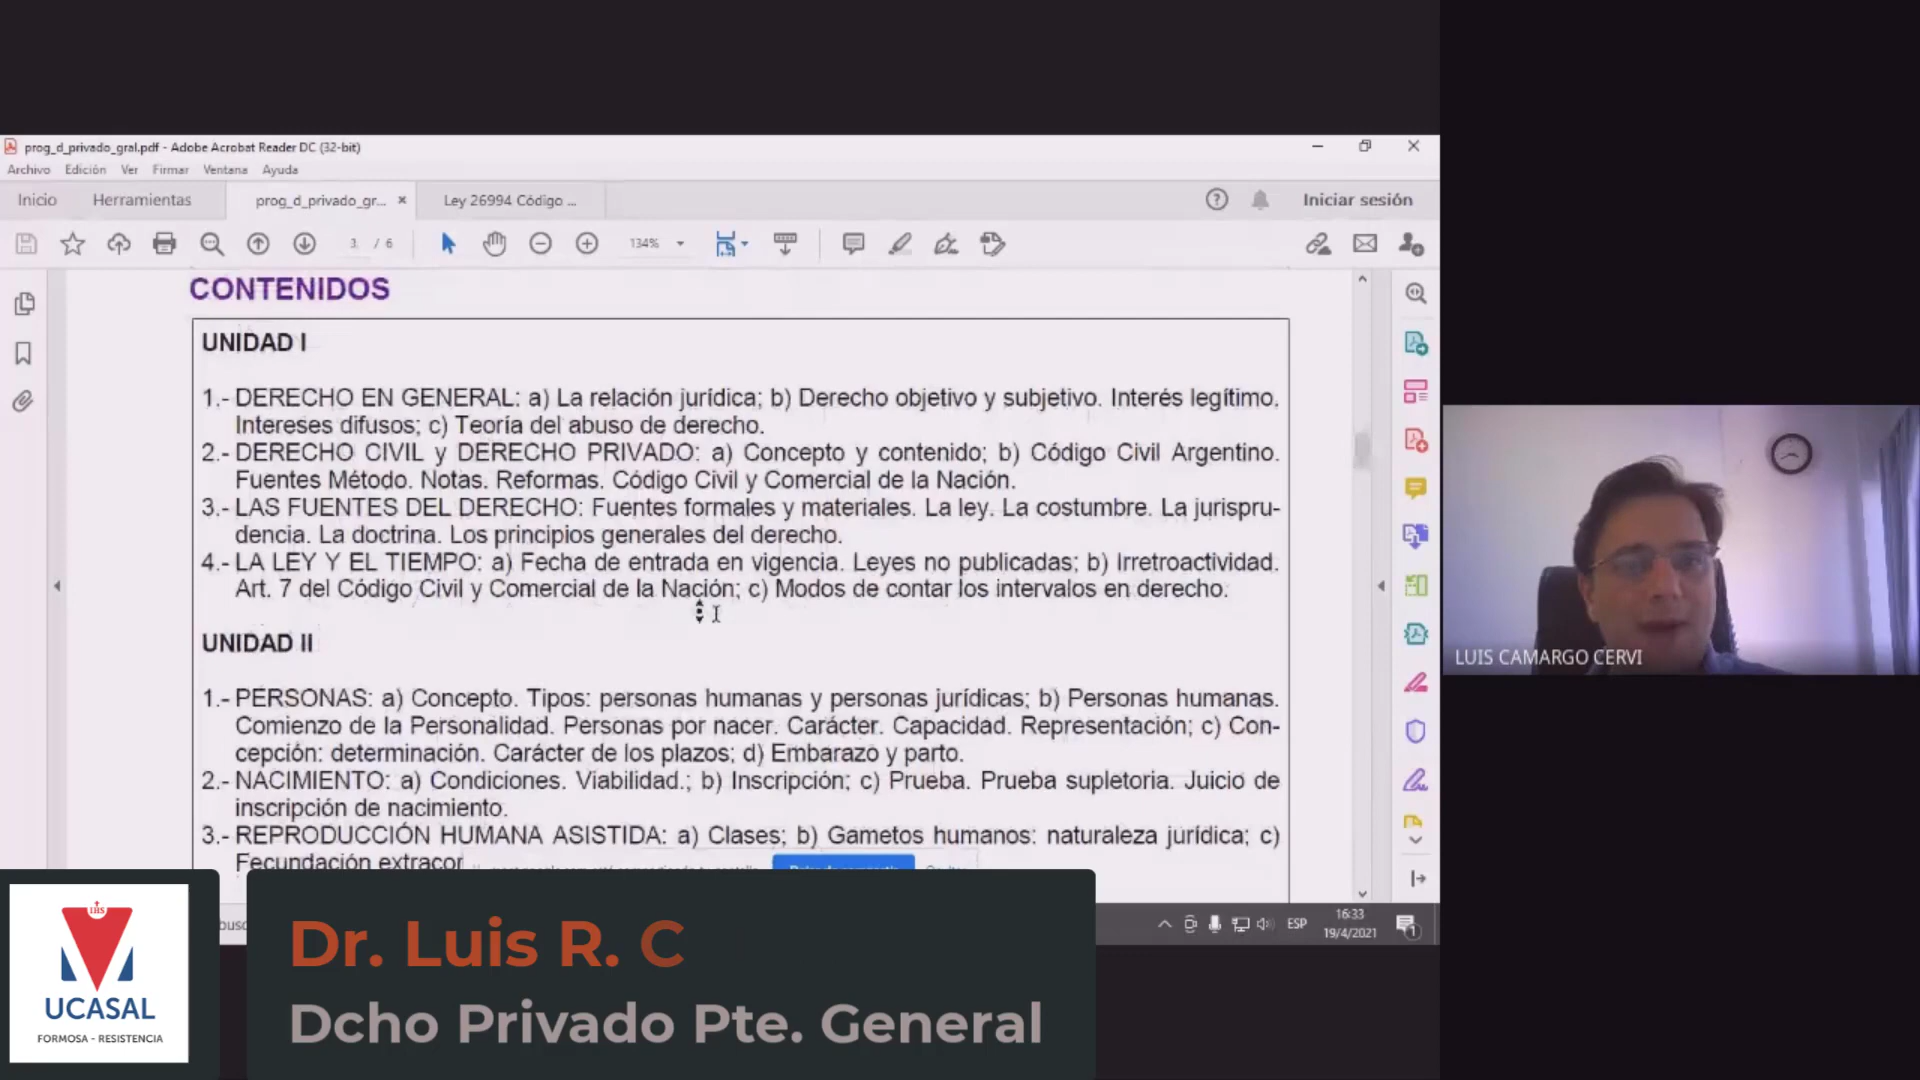 prog_d_privado_gral.pdf - Adobe Acrobat Reader DC (32-bit)
Archivo Edición Ver Firmar Ventana Ayuda
Inicio Herramientas prog_d_privado_gr... Ley 26994 Código ... Iniciar sesión
3 / 6 134%
CONTENIDOS
UNIDAD I
1.- DERECHO EN GENERAL: a) La relación jurídica; b) Derecho objetivo y subjetivo. Interés legítimo.
Intereses difusos; c) Teoría del abuso de derecho.
2.- DERECHO CIVIL y DERECHO PRIVADO: a) Concepto y contenido; b) Código Civil Argentino.
Fuentes Método. Notas. Reformas. Código Civil y Comercial de la Nación.
3.- LAS FUENTES DEL DERECHO: Fuentes formales y materiales. La ley. La costumbre. La jurispru-
dencia. La doctrina. Los principios generales del derecho.
4.- LA LEY Y EL TIEMPO: a) Fecha de entrada en vigencia. Leyes no publicadas; b) Irretroactividad.
Art. 7 del Código Civil y Comercial de la Nación; c) Modos de contar los intervalos en derecho.
UNIDAD II
1.- PERSONAS: a) Concepto. Tipos: personas humanas y personas jurídicas; b) Personas humanas.
Comienzo de la Personalidad. Personas por nacer. Carácter. Capacidad. Representación; c) Con-
cepción: determinación. Carácter de los plazos; d) Embarazo y parto.
2.- NACIMIENTO: a) Condiciones. Viabilidad.; b) Inscripción; c) Prueba. Prueba supletoria. Juicio de
inscripción de nacimiento.
3.- REPRODUCCIÓN HUMANA ASISTIDA: a) Clases; b) Gametos humanos: naturaleza jurídica; c)
Fecundación extracor
LUIS CAMARGO CERVI
busc
ESP
16:33
19/4/2021
1
IHS
UCASAL
FORMOSA - RESISTENCIA
Dr. Luis R. C
Dcho Privado Pte. General